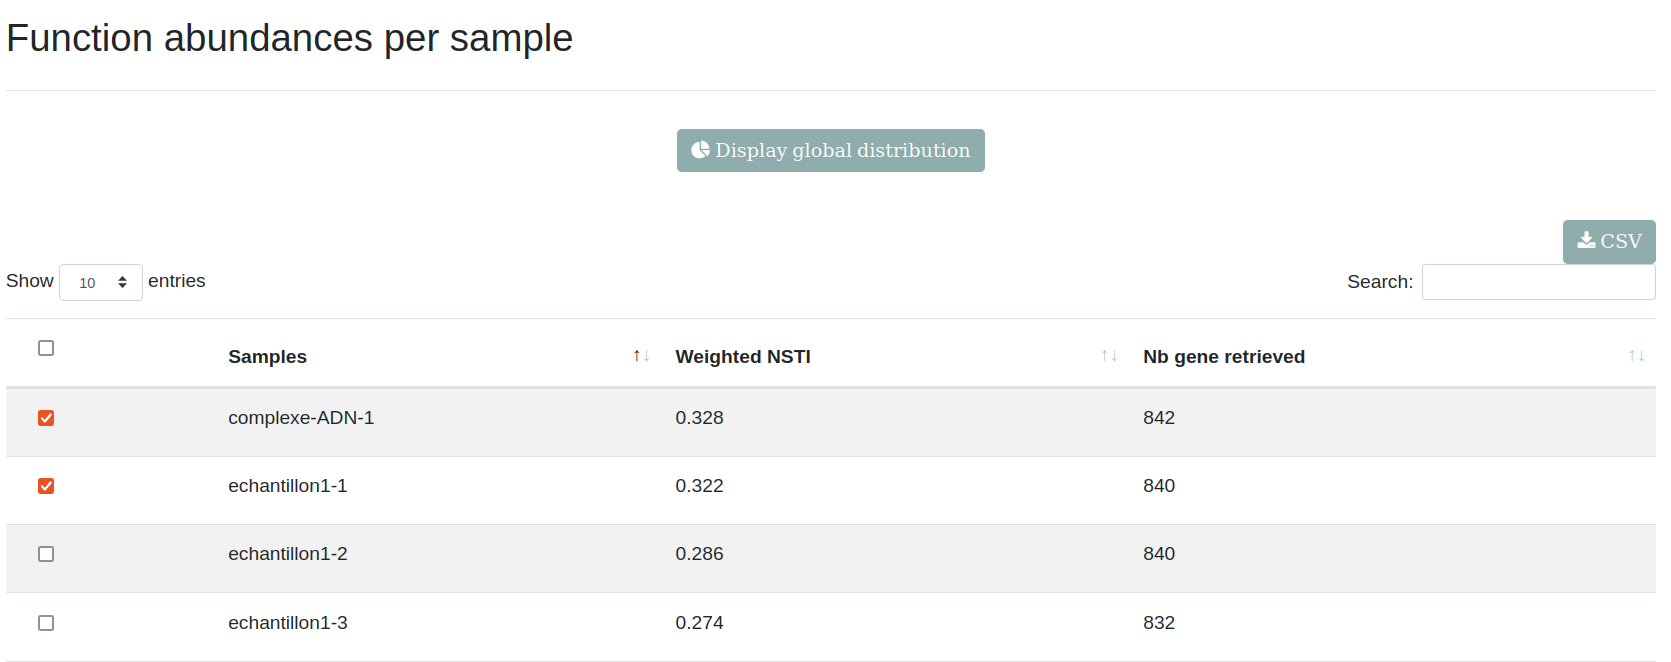 Function abundances per sample
Display global distribution
CSV
Show 10 entries Search:
Samples Weighted NSTI Nb gene retrieved
complexe-ADN-1 0.328 842
echantillon1-1 0.322 840
echantillon1-2 0.286 840
echantillon1-3 0.274 832